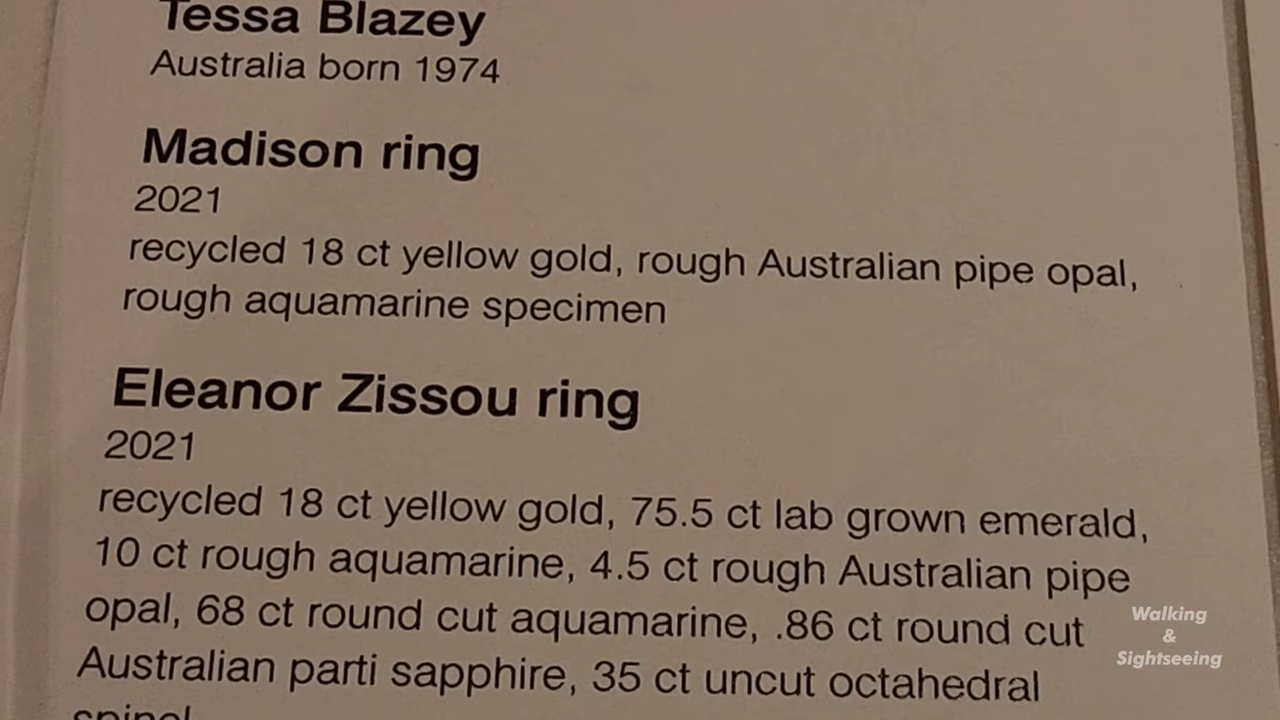 Tessa Blazey
Australia born 1974
Madison ring
2021
recycled 18 ct yellow gold, rough Australian pipe opal,
rough aquamarine specimen
Eleanor Zissou ring
2021
recycled 18 ct yellow gold, 75.5 ct lab grown emerald,
10 ct rough aquamarine, 4.5 ct rough Australian pipe
opal, 68 ct round cut aquamarine, .86 ct round cut
Australian parti sapphire, 35 ct uncut octahedral
spinel
Walking
&
Sightseeing